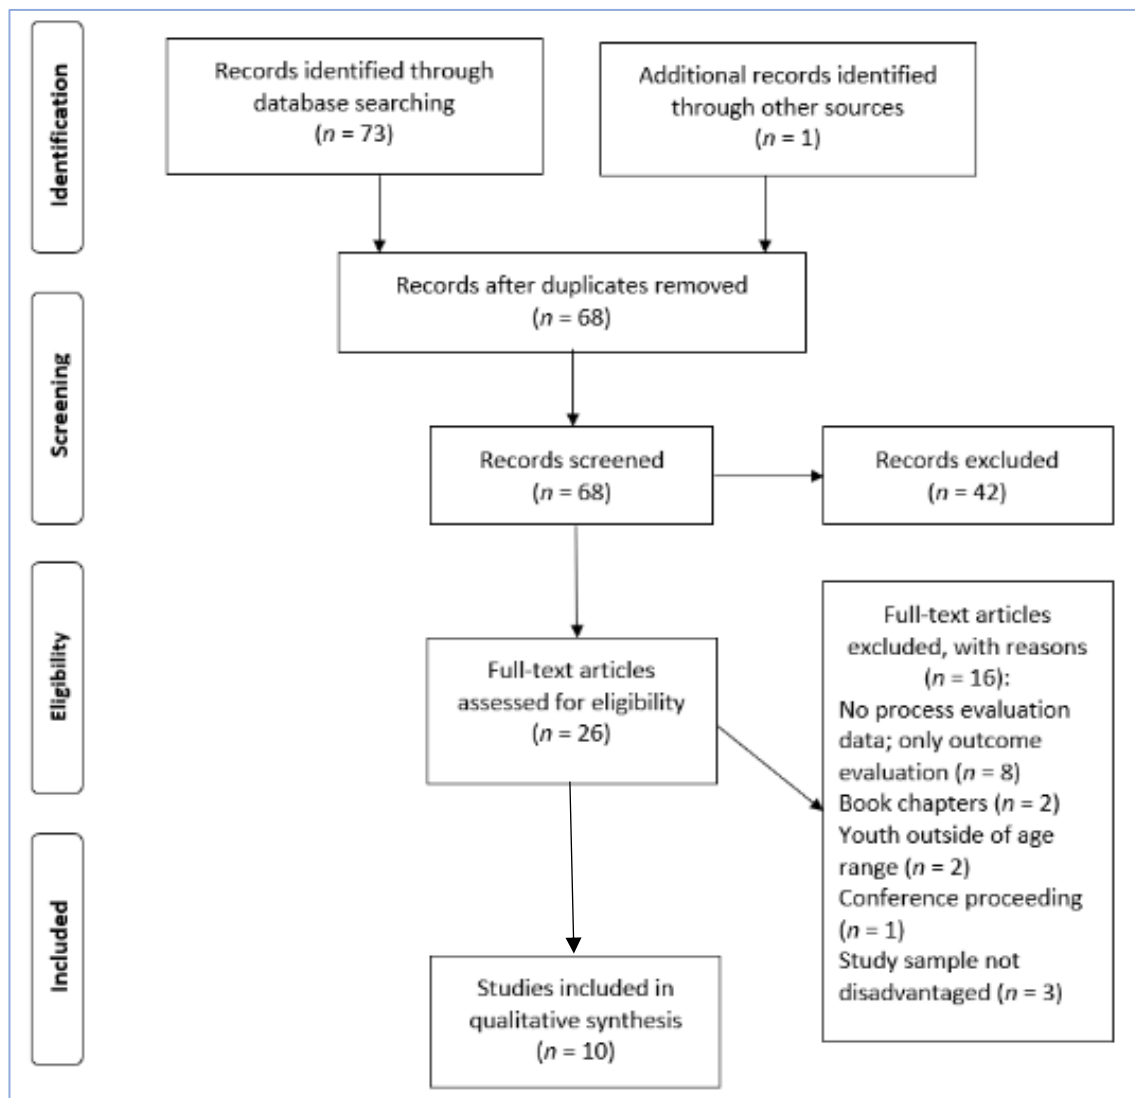 Identification
Records identified through
database searching
(n = 73)
Additional records identified
through other sources
(n = 1)
Records after duplicates removed
(n = 68)
Screening
Records screened
(n = 68)
Records excluded
(n = 42)
Eligibility
Full-text articles
assessed for eligibility
(n = 26)
Full-text articles
excluded, with reasons
(n = 16):
No process evaluation
data; only outcome
evaluation (n = 8)
Book chapters (n = 2)
Youth outside of age
range (n = 2)
Conference proceeding
(n = 1)
Study sample not
disadvantaged (n = 3)
Included
Studies included in
qualitative synthesis
(n = 10)